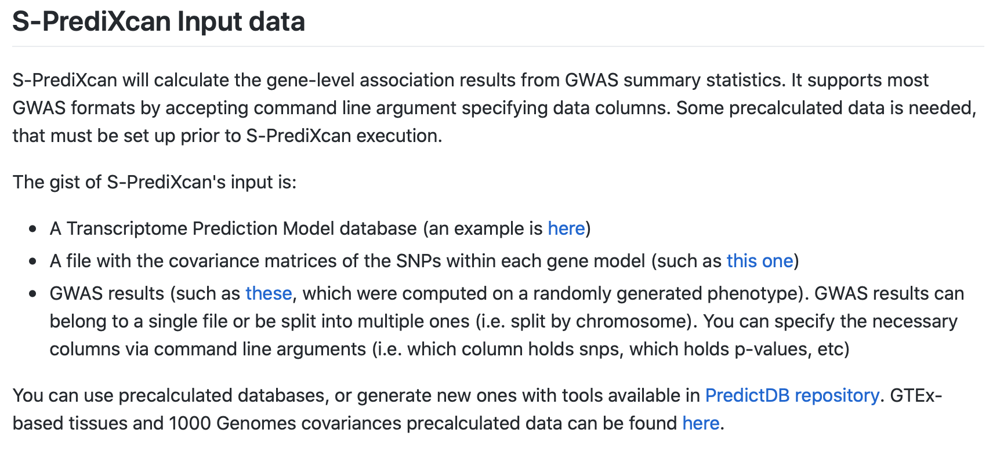 S-PrediXcan Input data
S-PrediXcan will calculate the gene-level association results from GWAS summary statistics. It supports most
GWAS formats by accepting command line argument specifying data columns. Some precalculated data is needed,
that must be set up prior to S-PrediXcan execution.
The gist of S-PrediXcan's input is:
• A Transcriptome Prediction Model database (an example is here)
• A file with the covariance matrices of the SNPs within each gene model (such as this one)
• GWAS results (such as these, which were computed on a randomly generated phenotype). GWAS results can
belong to a single file or be split into multiple ones (i.e. split by chromosome). You can specify the necessary
columns via command line arguments (i.e. which column holds snps, which holds p-values, etc)
You can use precalculated databases, or generate new ones with tools available in PredictDB repository. GTEx-
based tissues and 1000 Genomes covariances precalculated data can be found here.